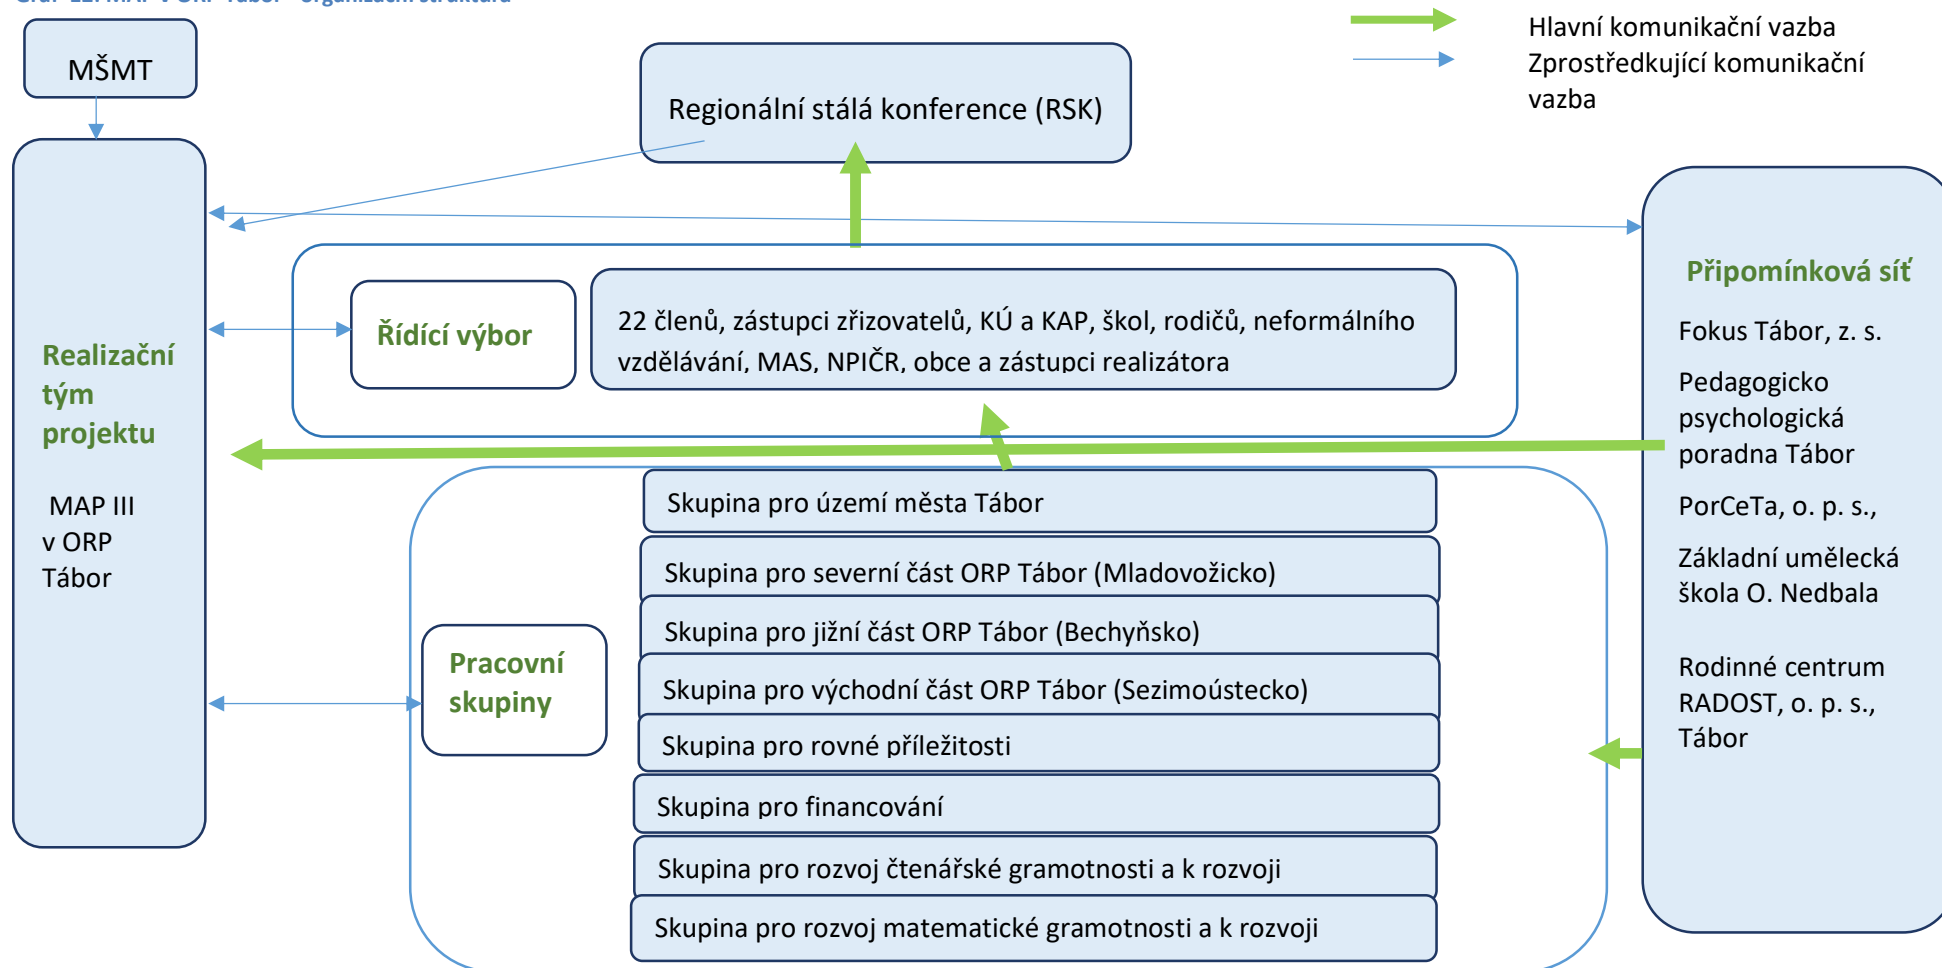 MŠMT
Hlavní komunikační vazba
Zprostředkující komunikační
vazba
Regionální stálá konference (RSK)
Realizační
tým
projektu
MAP III
v ORP
Tábor
Řídící výbor
22 členů, zástupci zřizovatelů, KÚ a KAP, škol, rodičů, neformálního
vzdělávání, MAS, NPIČR, obce a zástupci realizátora
Pracovní
skupiny
Skupina pro území města Tábor
Skupina pro severní část ORP Tábor (Mladovožicko)
Skupina pro jižní část ORP Tábor (Bechyňsko)
Skupina pro východní část ORP Tábor (Sezimoústecko)
Skupina pro rovné příležitosti
Skupina pro financování
Skupina pro rozvoj čtenářské gramotnosti a k rozvoji
Skupina pro rozvoj matematické gramotnosti a k rozvoji
Připomínková síť
Fokus Tábor, z. s.
Pedagogicko
psychologická
poradna Tábor
PorCeTa, o. p. s.,
Základní umělecká
škola O. Nedbala
Rodinné centrum
RADOST, o. p. s.,
Tábor